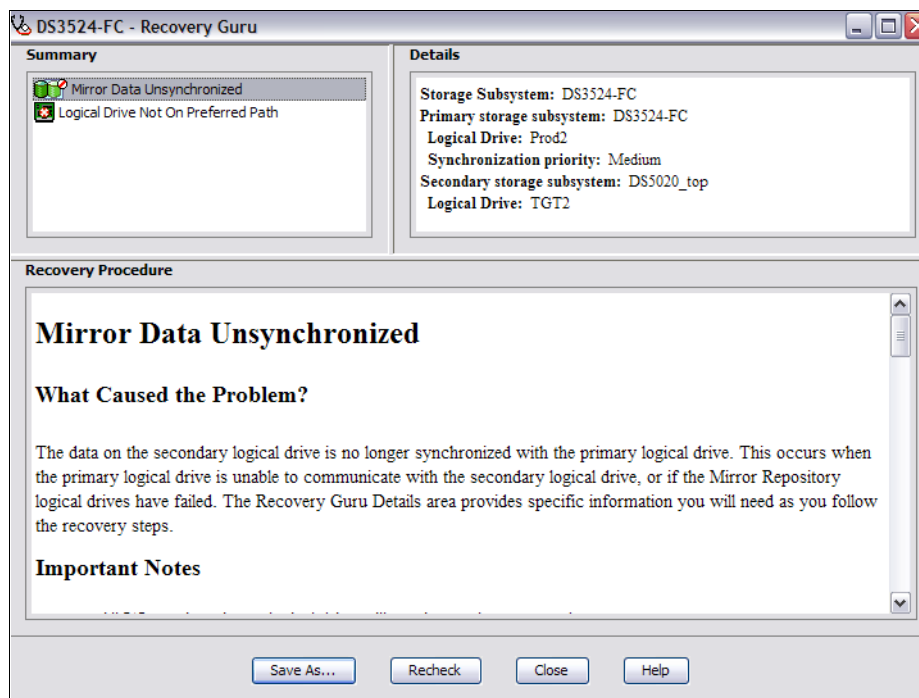 DS3524-FC - Recovery Guru
Summary
Mirror Data Unsynchronized
Logical Drive Not On Preferred Path
Details
Storage Subsystem: DS3524-FC
Primary storage subsystem: DS3524-FC
Logical Drive: Prod2
Synchronization priority: Medium
Secondary storage subsystem: DS5020_top
Logical Drive: TGT2
Recovery Procedure
Mirror Data Unsynchronized
What Caused the Problem?
The data on the secondary logical drive is no longer synchronized with the primary logical drive. This occurs when
the primary logical drive is unable to communicate with the secondary logical drive, or if the Mirror Repository
logical drives have failed. The Recovery Guru Details area provides specific information you will need as you follow
the recovery steps.
Important Notes
Save As...
Recheck
Close
Help